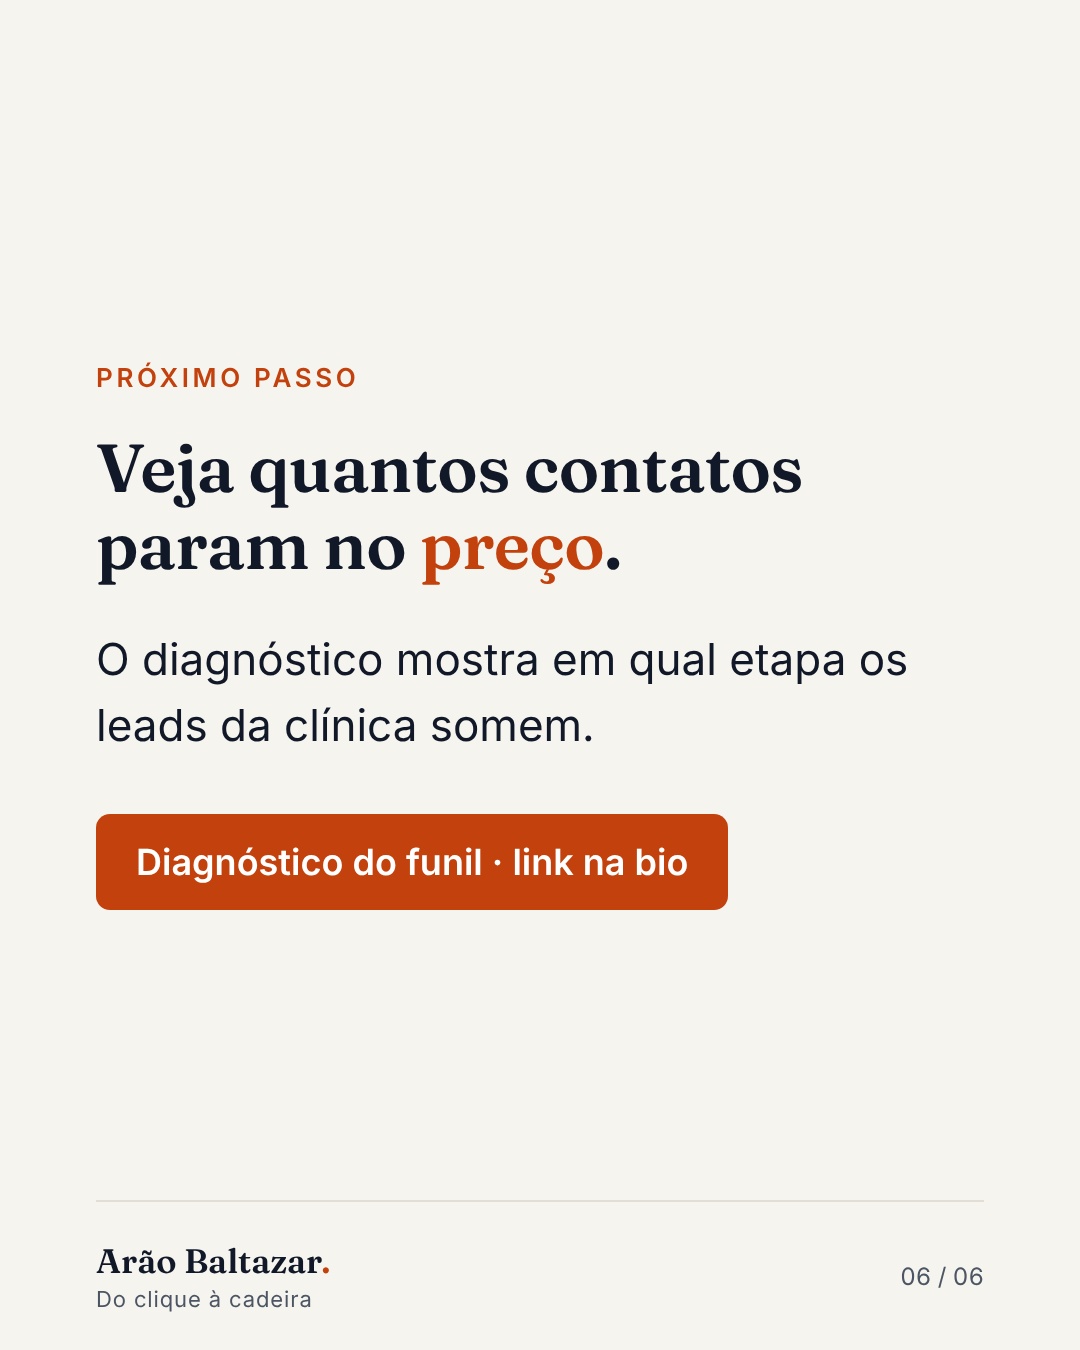 PRÓXIMO PASSO
Veja quantos contatos
param no preço.
O diagnóstico mostra em qual etapa os
leads da clínica somem.
Diagnóstico do funil · link na bio
Arão Baltazar.
Do clique à cadeira
06 / 06